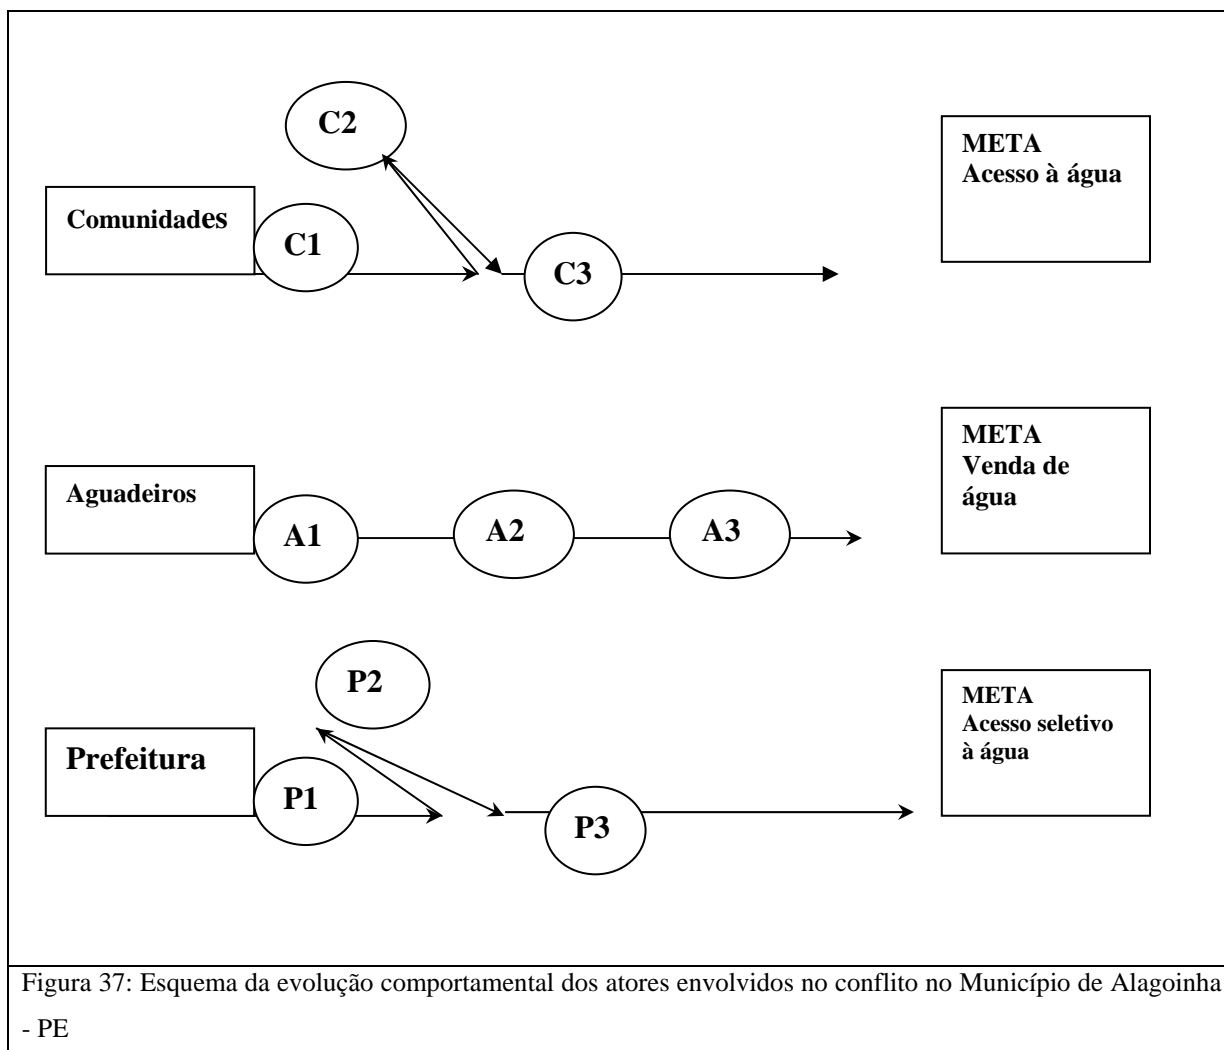 C2
META
Acesso à água
Comunidades
C1
C3
META
Venda de
água
Aguadeiros
A1
A2
A3
P2
META
Acesso seletivo
à água
Prefeitura
P1
P3
Figura 37: Esquema da evolução comportamental dos atores envolvidos no conflito no Município de Alagoinha
- PE